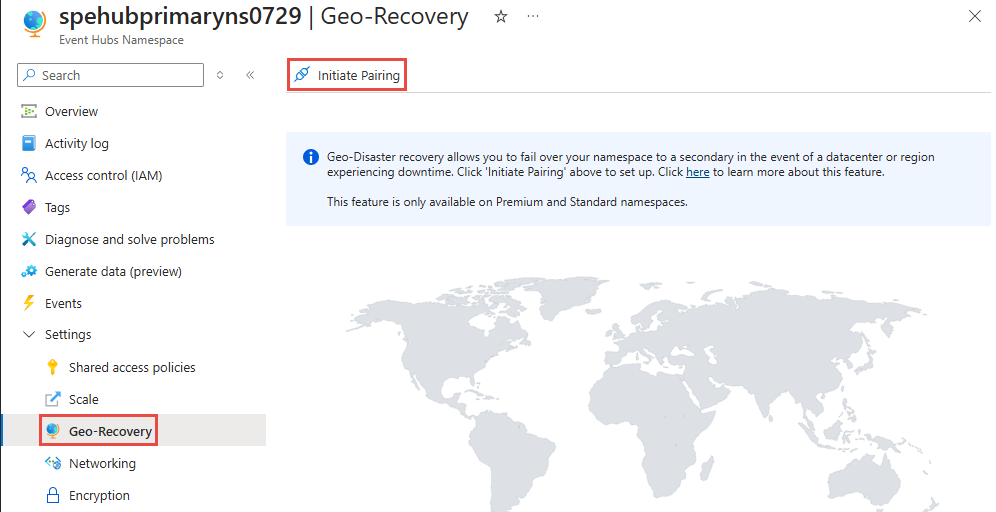 spehubprimaryns0729 | Geo-Recovery
Event Hubs Namespace
Search
Overview
Activity log
Access control (IAM)
Tags
Diagnose and solve problems
Generate data (preview)
Events
Settings
Shared access policies
Scale
Geo-Recovery
Networking
Encryption
Initiate Pairing
Geo-Disaster recovery allows you to fail over your namespace to a secondary in the event of a datacenter or region
experiencing downtime. Click 'Initiate Pairing' above to set up. Click here to learn more about this feature.
This feature is only available on Premium and Standard namespaces.